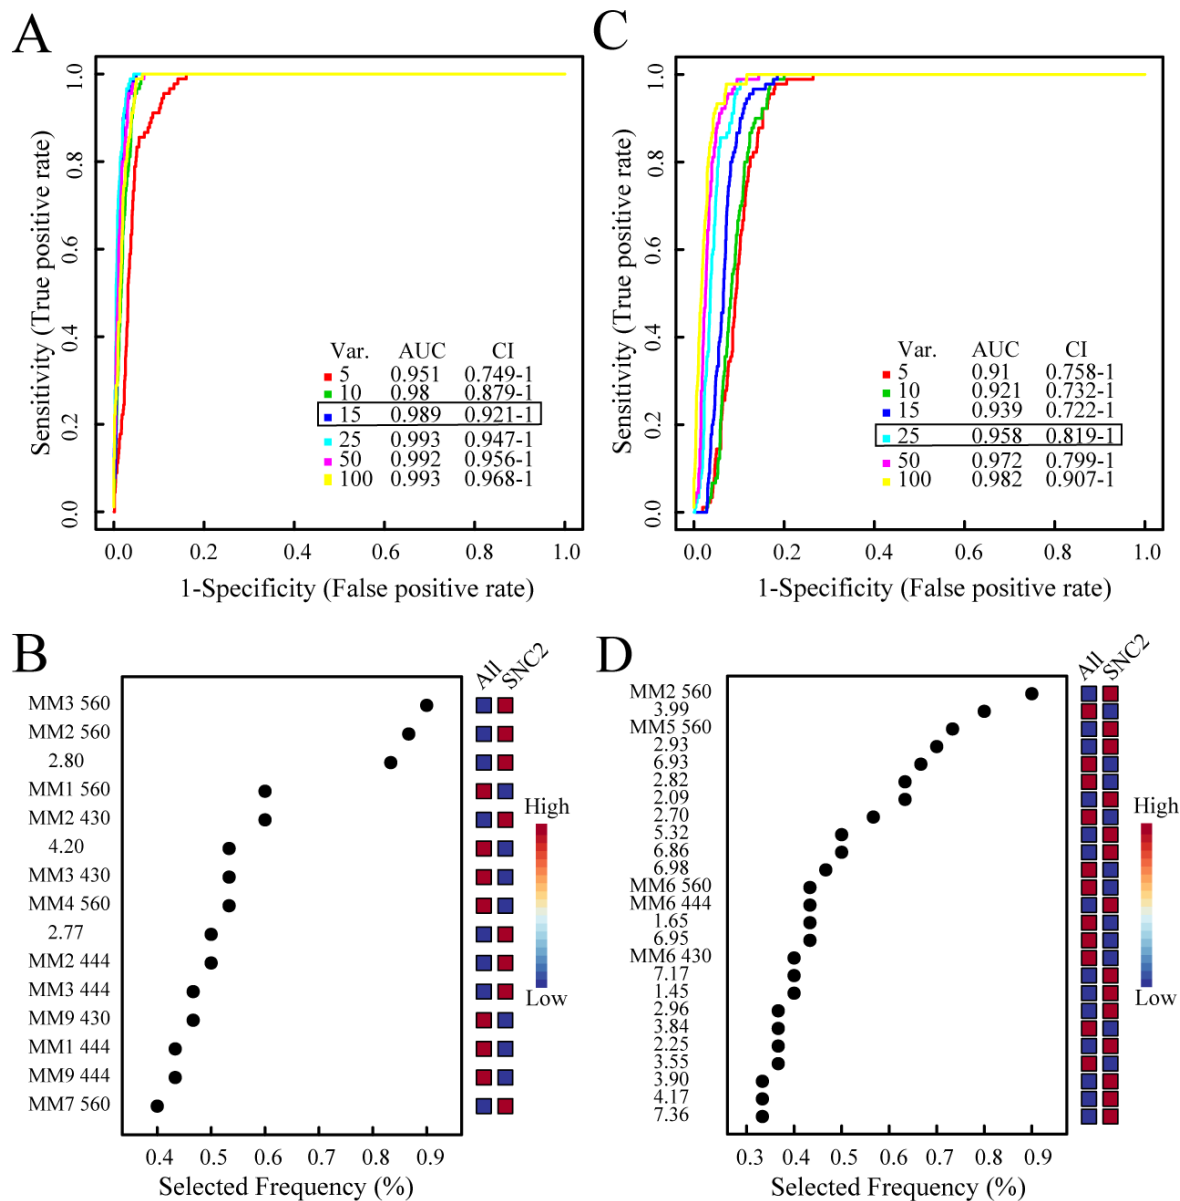 A
Sensitivity (True positive rate)
1.0
0.8
0.6
0.4
0.2
0.0
Var. AUC CI
5 0.951 0.749-1
10 0.98 0.879-1
15 0.989 0.921-1
25 0.993 0.947-1
50 0.992 0.956-1
100 0.993 0.968-1
0.0 0.2 0.4 0.6 0.8 1.0
1-Specificity (False positive rate)
C
Sensitivity (True positive rate)
1.0
0.8
0.6
0.4
0.2
0.0
Var. AUC CI
5 0.91 0.758-1
10 0.921 0.732-1
15 0.939 0.722-1
25 0.958 0.819-1
50 0.972 0.799-1
100 0.982 0.907-1
0.0 0.2 0.4 0.6 0.8 1.0
1-Specificity (False positive rate)
B
All SNC2
MM3 560
MM2 560
2.80
MM1 560
MM2 430
4.20
MM3 430
MM4 560
2.77
MM2 444
MM3 444
MM9 430
MM1 444
MM9 444
MM7 560
High
Low
0.4 0.5 0.6 0.7 0.8 0.9
Selected Frequency (%)
D
All SNC2
MM2 560
3.99
MM5 560
2.93
6.93
2.82
2.09
2.70
5.32
6.86
6.98
MM6 560
MM6 444
1.65
6.95
MM6 430
7.17
1.45
2.96
3.84
2.25
3.55
3.90
4.17
7.36
High
Low
0.3 0.4 0.5 0.6 0.7 0.8 0.9
Selected Frequency (%)